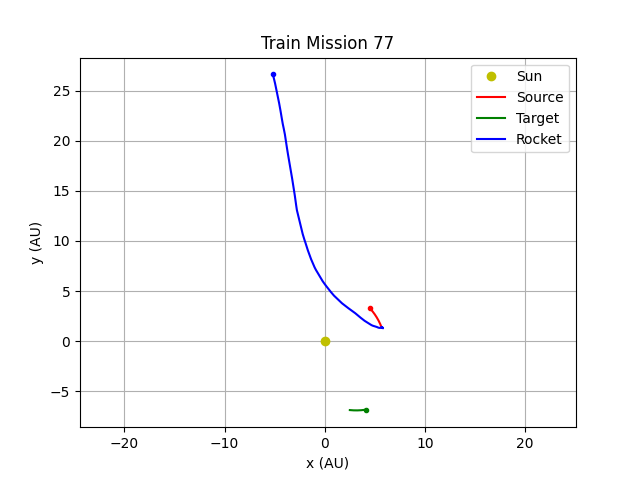 Train Mission 77
Sun
Source
Target
Rocket
25
20
15
10
5
0
−5
y (AU)
−20
−10
0
10
20
x (AU)